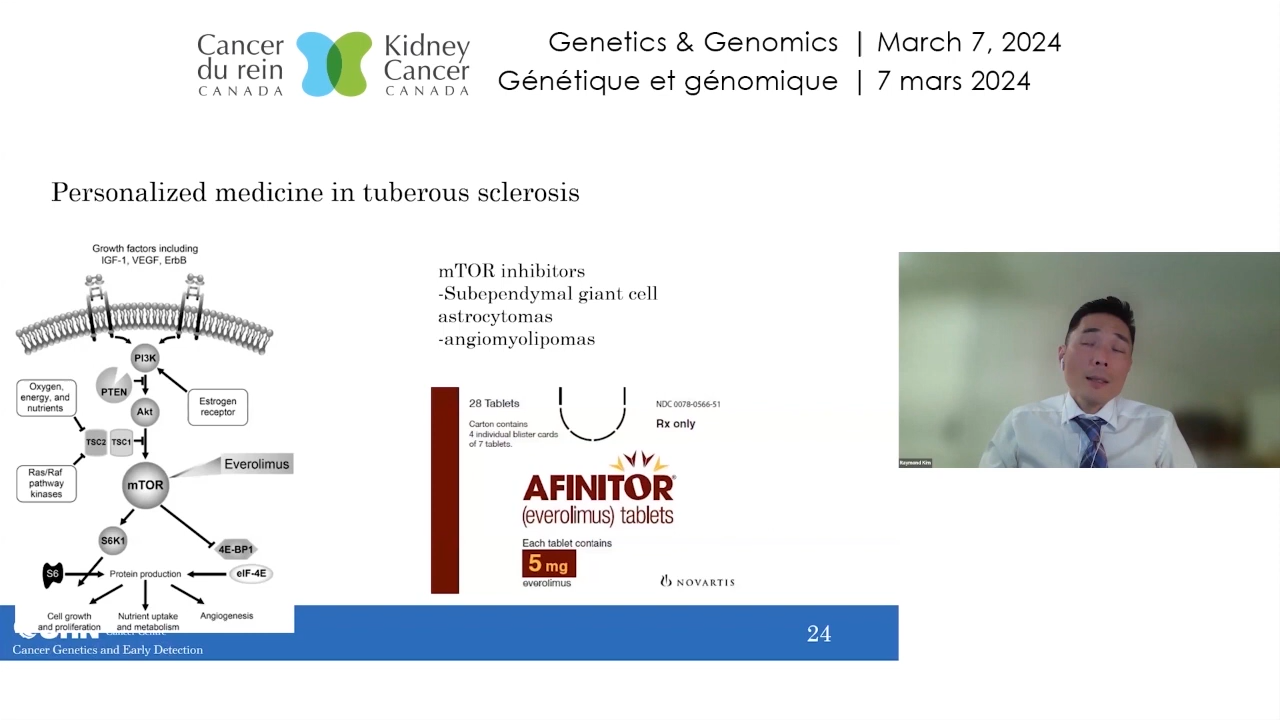 Cancer
du rein
CANADA
Kidney
Cancer
CANADA
Genetics & Genomics | March 7, 2024
Génétique et génomique | 7 mars 2024
Personalized medicine in tuberous sclerosis
Growth factors including
IGF-1, VEGF, ErbB
PI3K
PTEN
Oxygen,
energy, and
nutrients
Estrogen
receptor
Akt
TSC2
TSC1
Everolimus
Ras/Raf
pathway
kinases
mTOR
S6K1
4E-BP1
S6
Protein production
eIF-4E
Cell growth
and proliferation
Nutrient uptake
and metabolism
Angiogenesis
mTOR inhibitors
-Subependymal giant cell
astrocytomas
-angiomyolipomas
28 Tablets
NDC 0078-0566-51
Carton contains
4 individual blister cards
of 7 tablets.
Rx only
AFINITOR®
(everolimus) tablets
Each tablet contains
5 mg
everolimus
NOVARTIS
Cancer Genetics and Early Detection
24
Raymond Kim